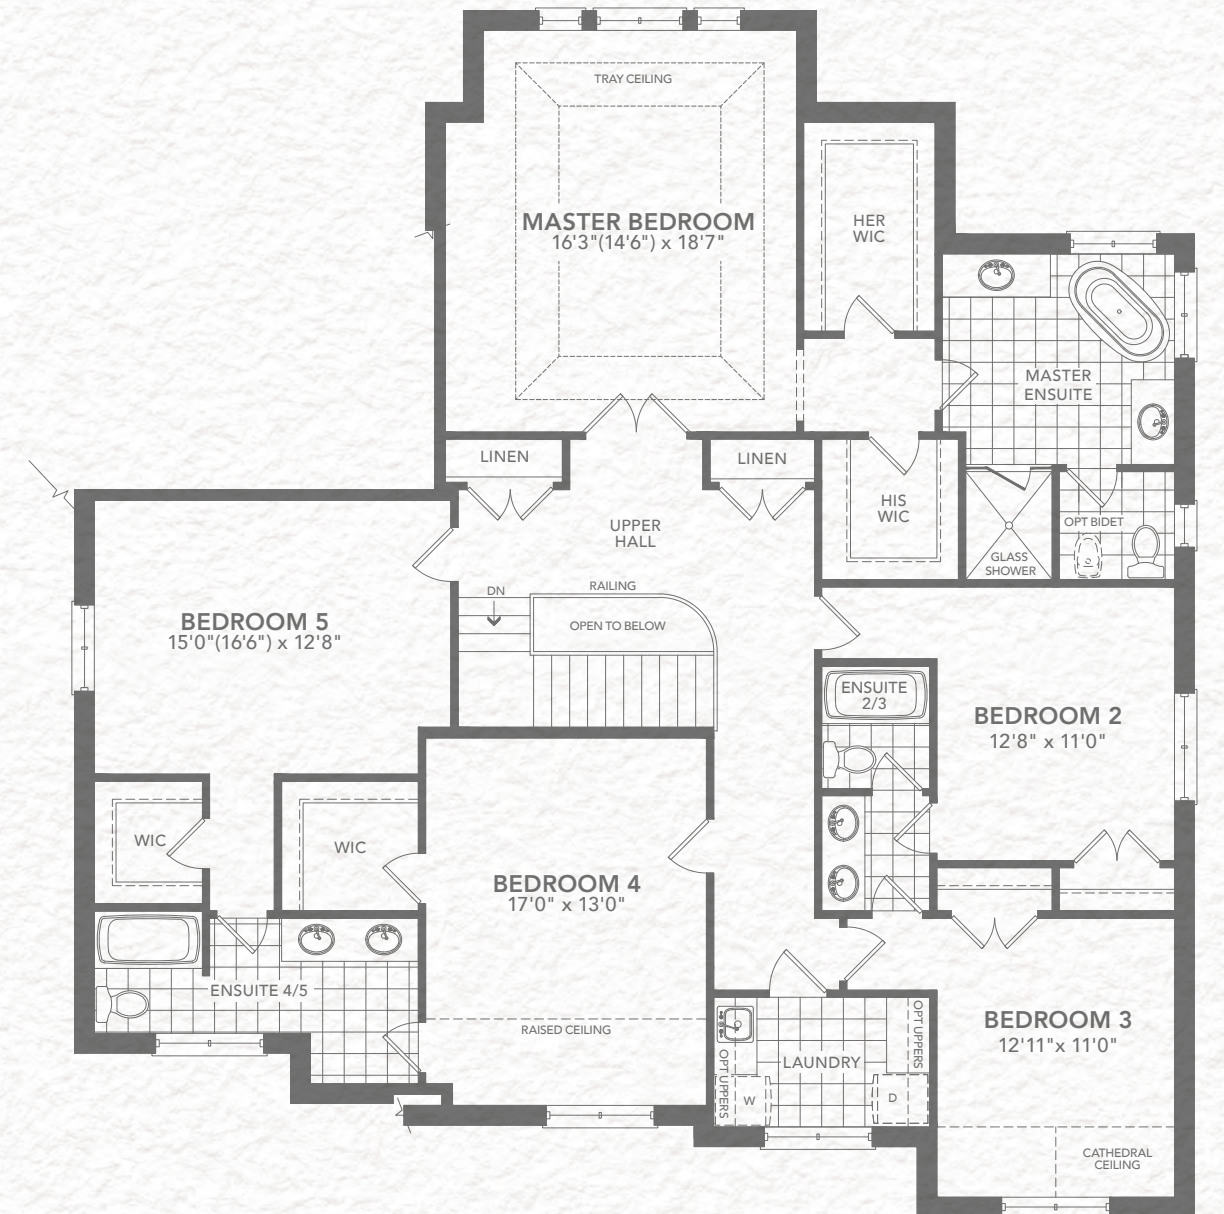 TRAY CEILING
MASTER BEDROOM
16'3"(14'6") x 18'7"
HER
WIC
MASTER
ENSUITE
LINEN
LINEN
HIS
WIC
UPPER
HALL
OPT BIDET
GLASS
SHOWER
RAILING
DN
OPEN TO BELOW
BEDROOM 5
15'0"(16'6") x 12'8"
ENSUITE
2/3
BEDROOM 2
12'8" x 11'0"
WIC
WIC
BEDROOM 4
17'0" x 13'0"
ENSUITE 4/5
RAISED CEILING
OPT UPPERS
OPT UPPERS
LAUNDRY
W
D
BEDROOM 3
12'11"x 11'0"
CATHEDRAL
CEILING